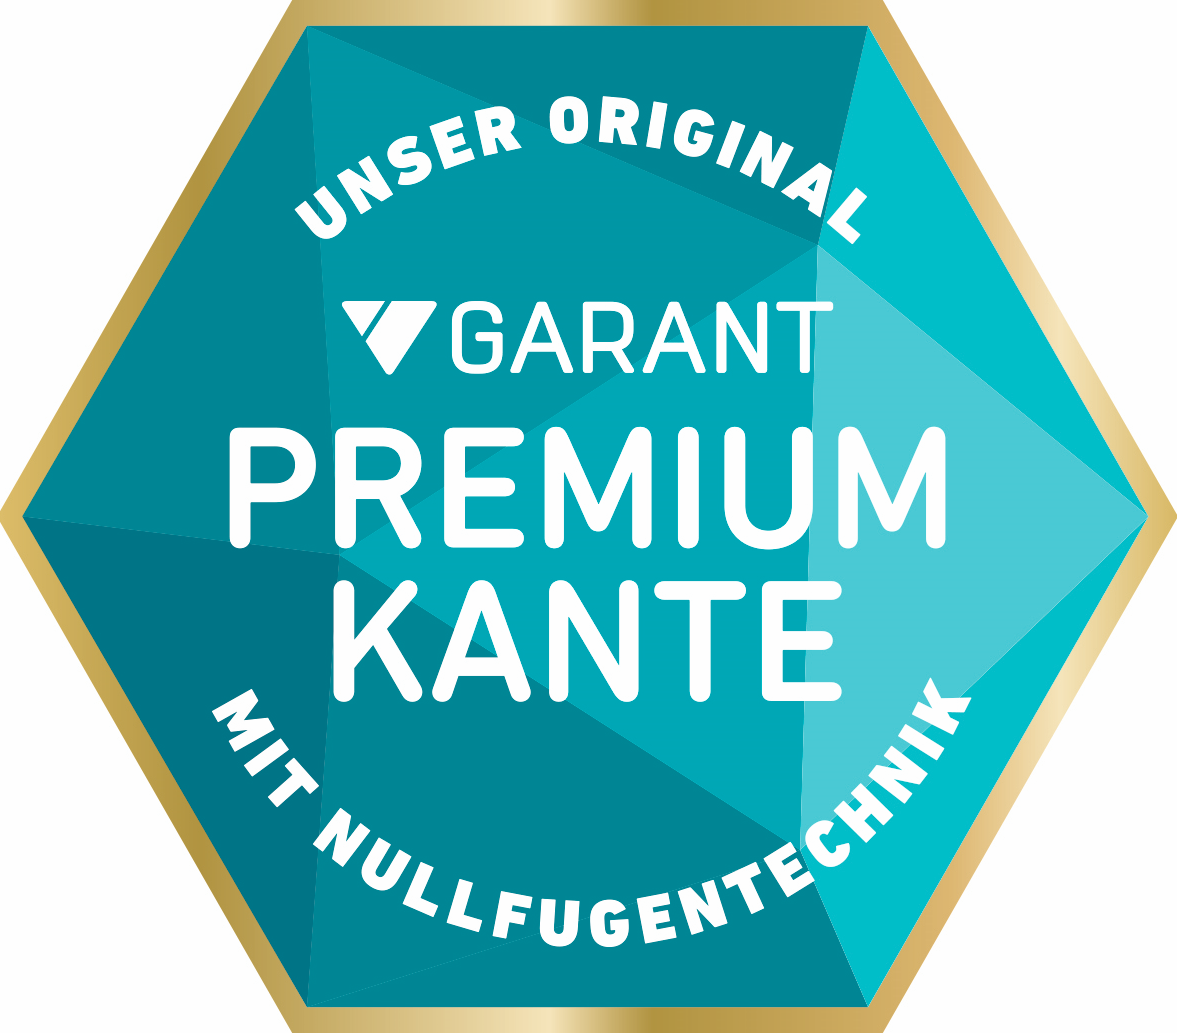 UNSER ORIGINAL
GARANT
PREMIUM
KANTE
MIT NULLFUGENTECHNIK